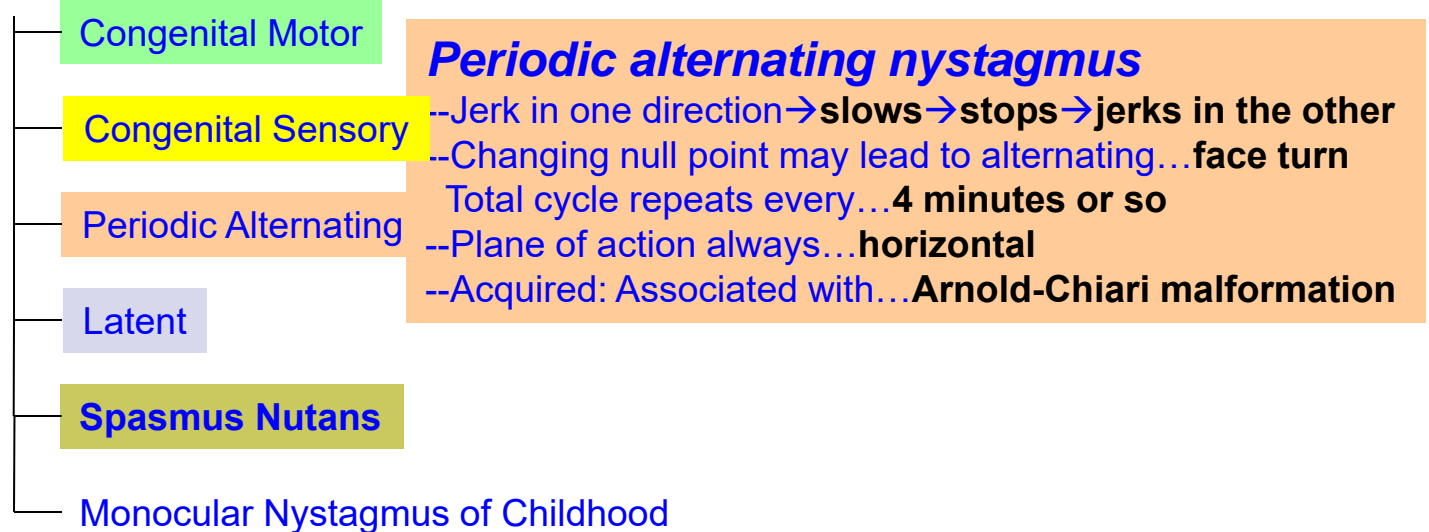 Congenital Motor
Congenital Sensory
Periodic Alternating
Latent
Spasmus Nutans
Monocular Nystagmus of Childhood
Periodic alternating nystagmus
--Jerk in one direction→slows→stops→jerks in the other
--Changing null point may lead to alternating…face turn
Total cycle repeats every…4 minutes or so
--Plane of action always…horizontal
--Acquired: Associated with…Arnold-Chiari malformation